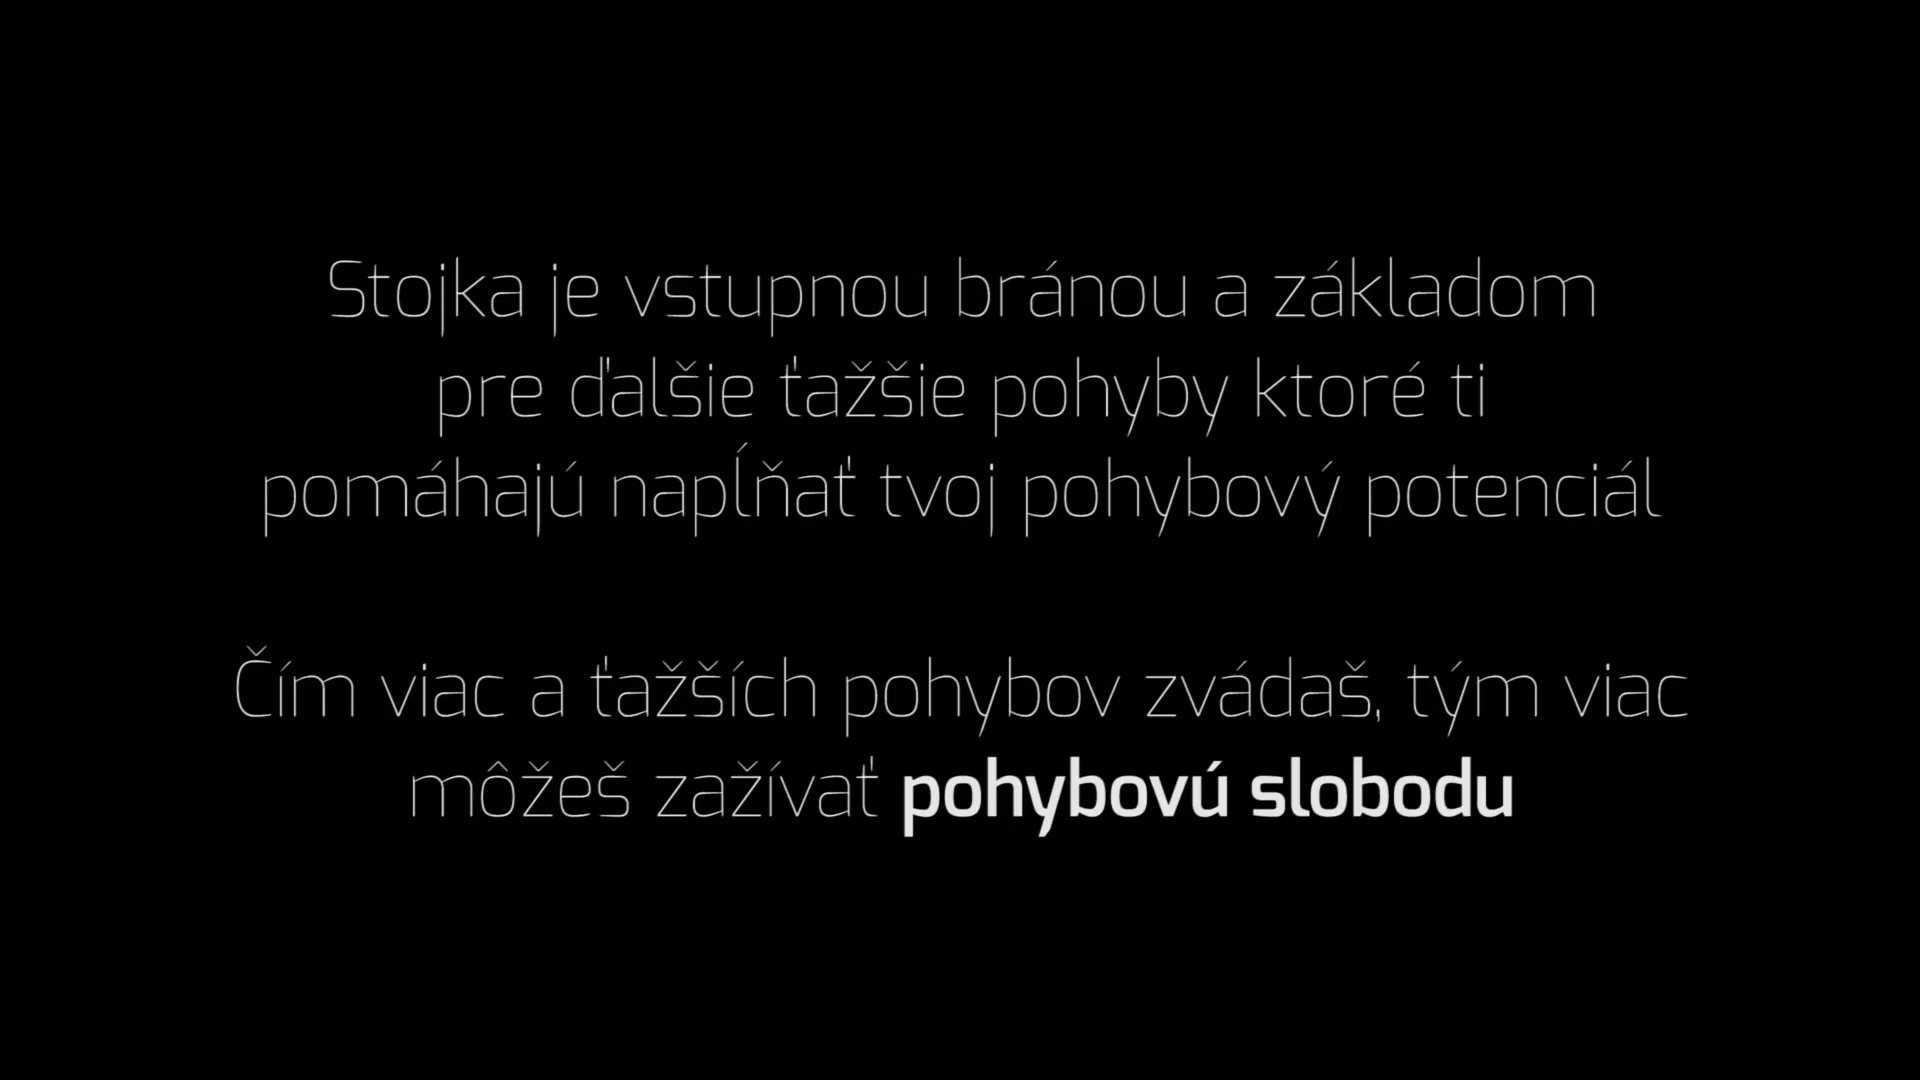 Stojka je vstupnou bránou a základom
pre ďalšie ťažšie pohyby ktoré ti
pomáhajú napĺňať tvoj pohybový potenciál
Čím viac a ťažších pohybov zvádaš, tým viac
môžeš zažívať pohybovú slobodu